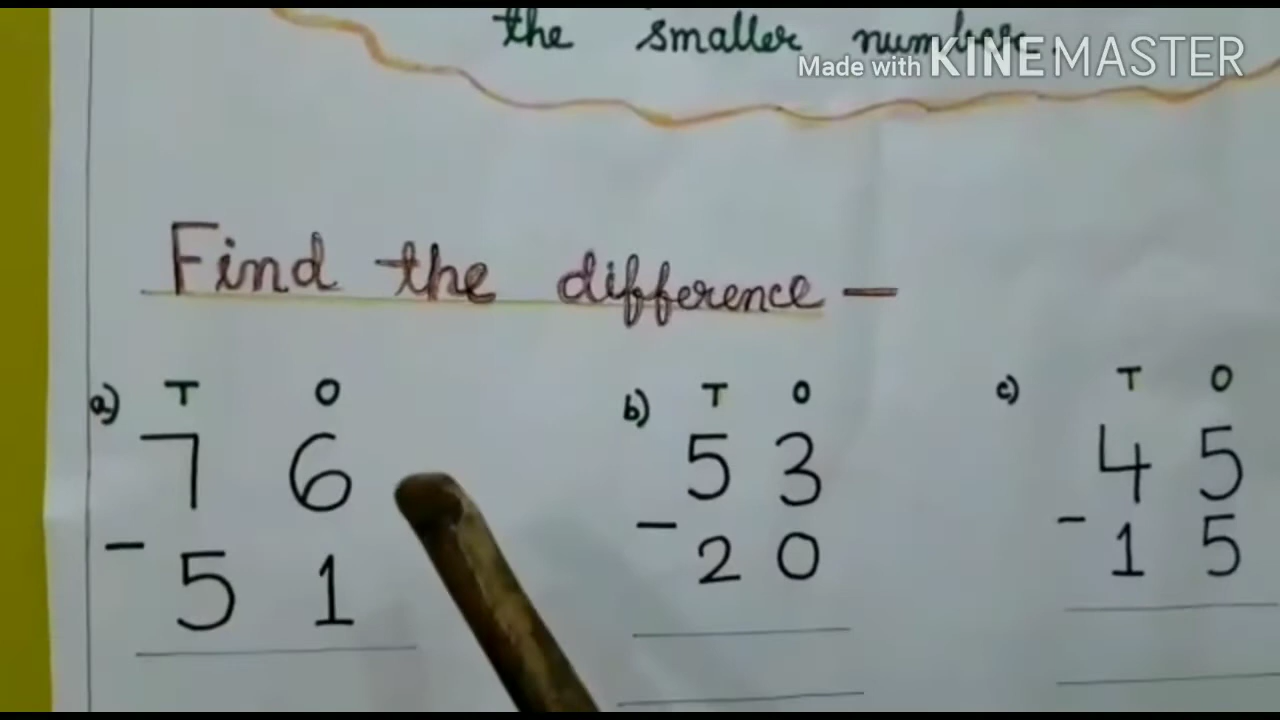 the smaller number.
Made with KINEMASTER
Find the difference —
a) T O
7 6
- 5 1
b) T O
5 3
- 2 0
c) T O
4 5
- 1 5